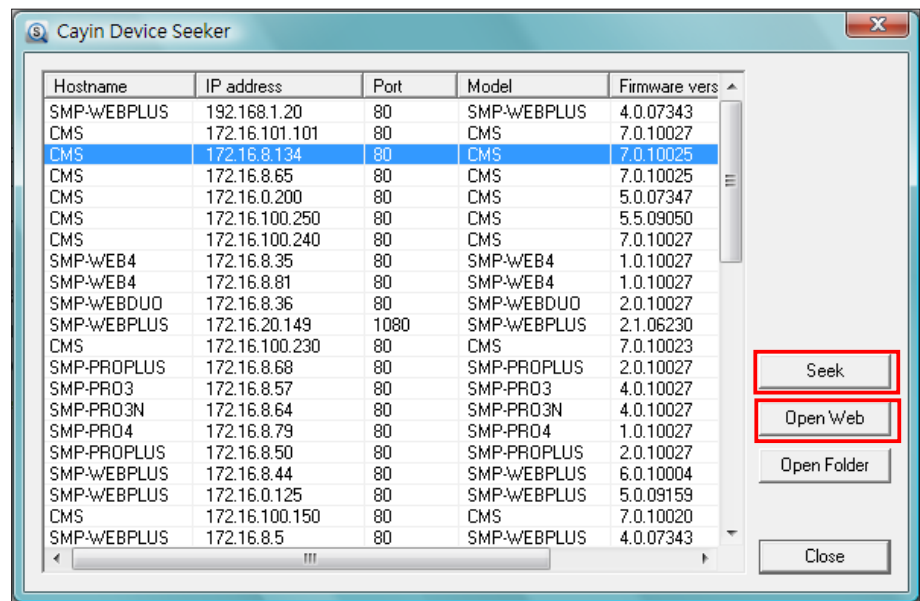 Cayin Device Seeker
Hostname IP address Port Model Firmware vers
SMP-WEBPLUS 192.168.1.20 80 SMP-WEBPLUS 4.0.07343
CMS 172.16.101.101 80 CMS 7.0.10027
CMS 172.16.8.134 80 CMS 7.0.10025
CMS 172.16.8.65 80 CMS 7.0.10025
CMS 172.16.0.200 80 CMS 5.0.07347
CMS 172.16.100.250 80 CMS 5.5.09050
CMS 172.16.100.240 80 CMS 7.0.10027
SMP-WEB4 172.16.8.35 80 SMP-WEB4 1.0.10027
SMP-WEB4 172.16.8.81 80 SMP-WEB4 1.0.10027
SMP-WEBDUO 172.16.8.36 80 SMP-WEBDUO 2.0.10027
SMP-WEBPLUS 172.16.20.149 1080 SMP-WEBPLUS 2.1.06230
CMS 172.16.100.230 80 CMS 7.0.10023
SMP-PROPLUS 172.16.8.68 80 SMP-PROPLUS 2.0.10027
SMP-PRO3 172.16.8.57 80 SMP-PRO3 4.0.10027
SMP-PRO3N 172.16.8.64 80 SMP-PRO3N 4.0.10027
SMP-PRO4 172.16.8.79 80 SMP-PRO4 1.0.10027
SMP-PROPLUS 172.16.8.50 80 SMP-PROPLUS 2.0.10027
SMP-WEBPLUS 172.16.8.44 80 SMP-WEBPLUS 6.0.10004
SMP-WEBPLUS 172.16.0.125 80 SMP-WEBPLUS 5.0.09159
CMS 172.16.100.150 80 CMS 7.0.10020
SMP-WEBPLUS 172.16.8.5 80 SMP-WEBPLUS 4.0.07343
Seek
Open Web
Open Folder
Close